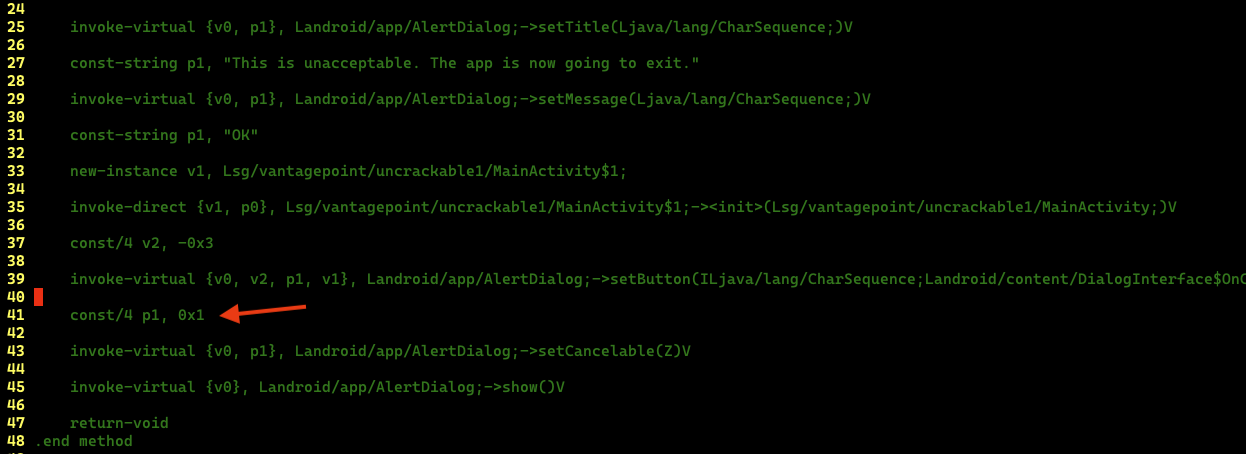 24
25 invoke-virtual {v0, p1}, Landroid/app/AlertDialog;->setTitle(Ljava/lang/CharSequence;)V
26
27 const-string p1, "This is unacceptable. The app is now going to exit."
28
29 invoke-virtual {v0, p1}, Landroid/app/AlertDialog;->setMessage(Ljava/lang/CharSequence;)V
30
31 const-string p1, "OK"
32
33 new-instance v1, Lsg/vantagepoint/uncrackable1/MainActivity$1;
34
35 invoke-direct {v1, p0}, Lsg/vantagepoint/uncrackable1/MainActivity$1;-><init>(Lsg/vantagepoint/uncrackable1/MainActivity;)V
36
37 const/4 v2, -0x3
38
39 invoke-virtual {v0, v2, p1, v1}, Landroid/app/AlertDialog;->setButton(ILjava/lang/CharSequence;Landroid/content/DialogInterface$OnC
40
41 const/4 p1, 0x1
42
43 invoke-virtual {v0, p1}, Landroid/app/AlertDialog;->setCancelable(Z)V
44
45 invoke-virtual {v0}, Landroid/app/AlertDialog;->show()V
46
47 return-void
48 .end method